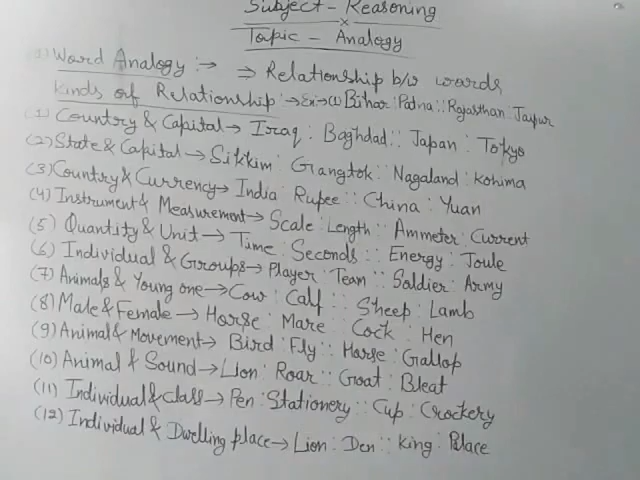 Subject - Reasoning
×
Topic - Analogy
(1) Word Analogy :→ ⇒ Relationship b/w words
Kinds of Relationship :→ Ex→(1) Bihar : Patna :: Rajasthan : Jaipur
(1) Country & Capital → Iraq : Baghdad :: Japan : Tokyo
(2) State & Capital → Sikkim : Gangtok :: Nagaland : Kohima
(3) Country & Currency → India : Rupee :: China : Yuan
(4) Instrument & Measurement → Scale : Length :: Ammeter : Current
(5) Quantity & Unit → Time : Seconds :: Energy : Joule
(6) Individual & Groups → Player : Team :: Soldier : Army
(7) Animals & Young one → Cow : Calf :: Sheep : Lamb
(8) Male & Female → Horse : Mare :: Cock : Hen
(9) Animal & Movement → Bird : Fly :: Horse : Gallop
(10) Animal & Sound → Lion : Roar :: Goat : Bleat
(11) Individual & class → Pen : Stationery :: Cup : Crockery
(12) Individual & Dwelling place → Lion : Den :: King : Palace